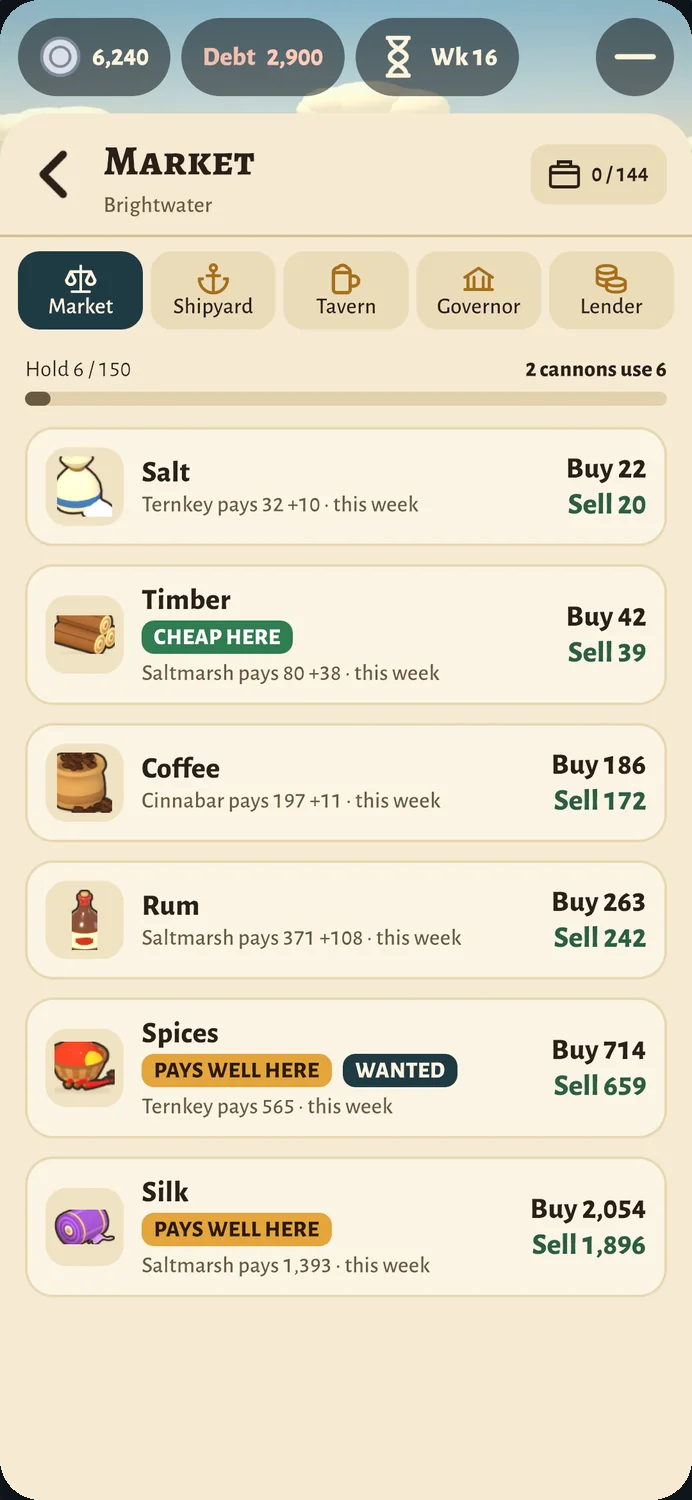 6,240
Debt 2,900
Wk 16
Market
Brightwater
0 / 144
Market
Shipyard
Tavern
Governor
Lender
Hold 6 / 150
2 cannons use 6
Salt
Ternkey pays 32 +10 · this week
Buy 22
Sell 20
Timber
CHEAP HERE
Saltmarsh pays 80 +38 · this week
Buy 42
Sell 39
Coffee
Cinnabar pays 197 +11 · this week
Buy 186
Sell 172
Rum
Saltmarsh pays 371 +108 · this week
Buy 263
Sell 242
Spices
PAYS WELL HERE
WANTED
Ternkey pays 565 · this week
Buy 714
Sell 659
Silk
PAYS WELL HERE
Saltmarsh pays 1,393 · this week
Buy 2,054
Sell 1,896